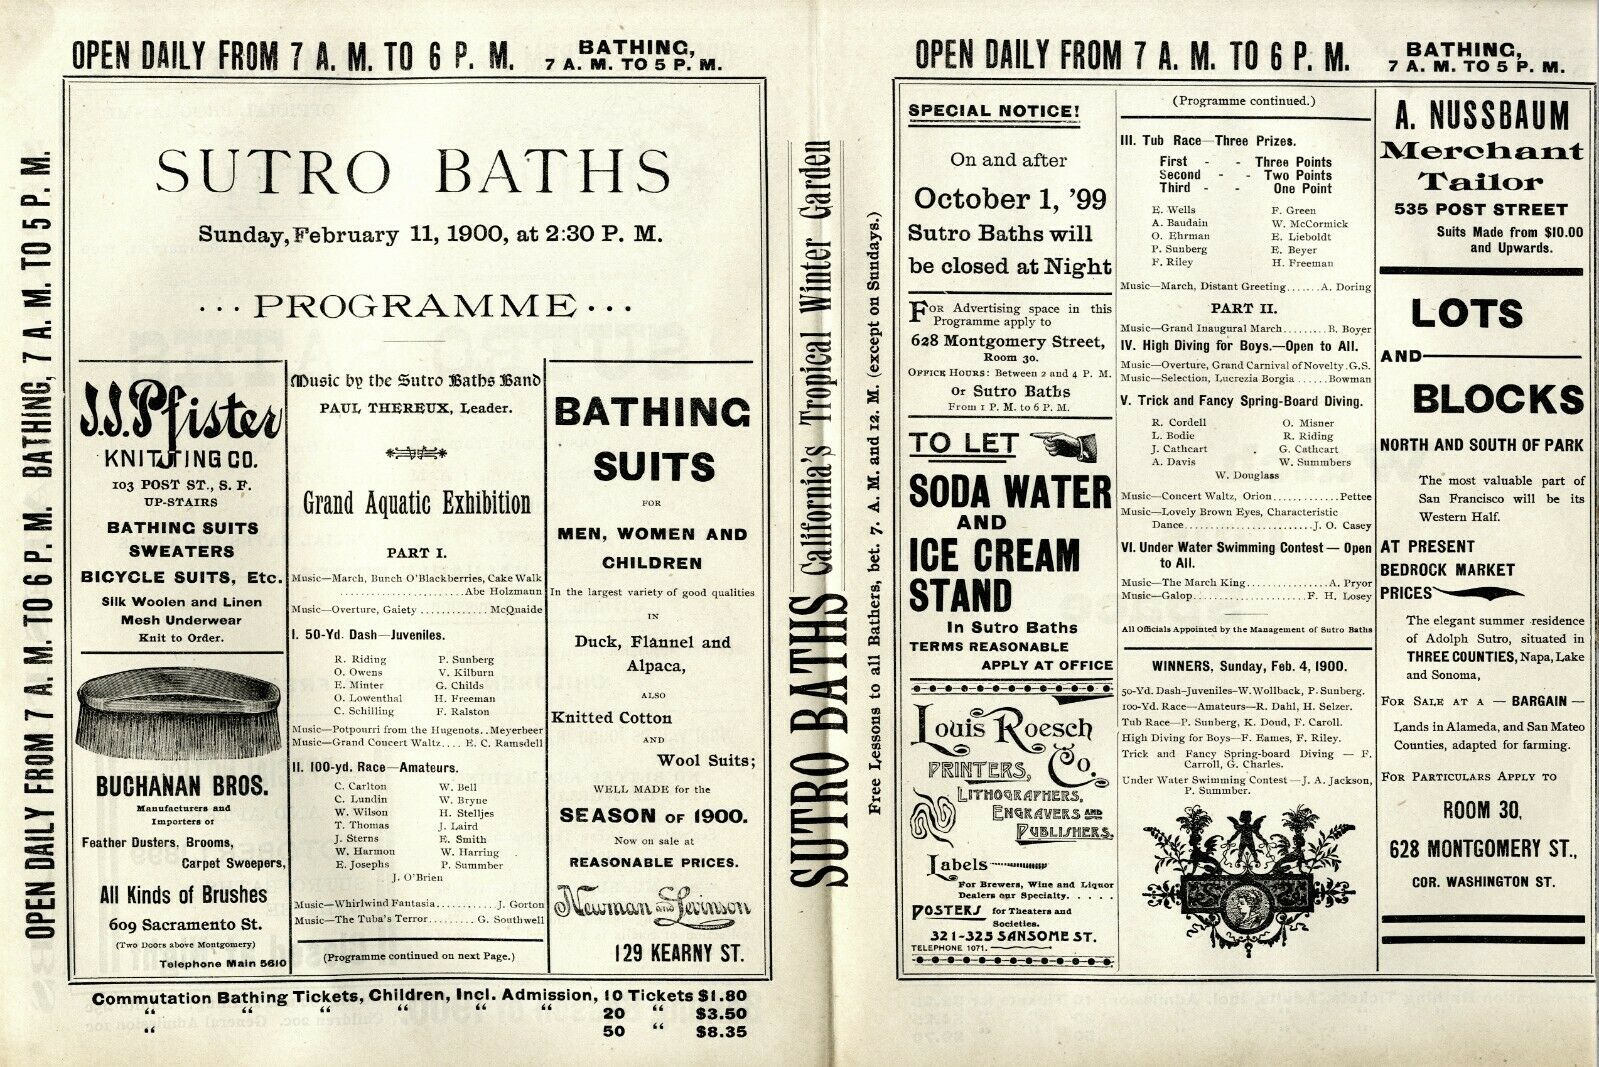 OPEN DAILY FROM 7 A. M. TO 6 P. M.
BATHING,
7 A. M. TO 5 P. M.
OPEN DAILY FROM 7 A. M. TO 6 P. M. BATHING, 7 A. M. TO 5 P. M.
SUTRO BATHS
Sunday, February 11, 1900, at 2:30 P. M.
...PROGRAMME...
J.J. Pfister
KNITTING CO.
103 POST ST., S. F.
UP-STAIRS
BATHING SUITS
SWEATERS
BICYCLE SUITS, Etc.
Silk Woolen and Linen
Mesh Underwear
Knit to Order.
BUCHANAN BROS.
Manufacturers and
Importers of
Feather Dusters, Brooms,
Carpet Sweepers,
All Kinds of Brushes
609 Sacramento St.
(Two Doors above Montgomery)
Telephone Main 5610
Music by the Sutro Baths Band
PAUL THEREUX, Leader.
Grand Aquatic Exhibition
PART I.
Music—March, Bunch O'Blackberries, Cake Walk
.......... Abe Holzmann
Music—Overture, Gaiety .......... McQuaide
I. 50-Yd. Dash—Juveniles.
R. Riding P. Sunberg
O. Owens V. Kilburn
E. Minter G. Childs
O. Lowenthal H. Freeman
C. Schilling F. Ralston
Music—Potpourri from the Hugenots..Meyerbeer
Music—Grand Concert Waltz.... E. C. Ramsdell
II. 100-yd. Race—Amateurs.
C. Carlton W. Bell
C. Lundin W. Bryne
W. Wilson H. Stelljes
T. Thomas J. Laird
J. Sterns E. Smith
W. Harmon W. Harring
E. Josephs P. Summber
J. O'Brien
Music—Whirlwind Fantasia..........J. Gorton
Music—The Tuba's Terror.......... G. Southwell
(Programme continued on next Page.)
BATHING
SUITS
FOR
MEN, WOMEN AND
CHILDREN
In the largest variety of good qualities
IN
Duck, Flannel and
Alpaca,
ALSO
Knitted Cotton
AND
Wool Suits;
WELL MADE for the
SEASON OF 1900.
Now on sale at
REASONABLE PRICES.
Newman and Levinson
129 KEARNY ST.
Commutation Bathing Tickets, Children, Incl. Admission, 10 Tickets $1.80
" " " " " " 20 " $3.50
" 50 " $8.35
SUTRO BATHS California's Tropical Winter Garden
Free Lessons to all Bathers, bet. 7. A. M. and 12. M. (except on Sundays.)
OPEN DAILY FROM 7 A. M. TO 6 P. M.
BATHING,
7 A. M. TO 5 P. M.
SPECIAL NOTICE!
On and after
October 1, '99
Sutro Baths will
be closed at Night
FOR Advertising space in this
Programme apply to
628 Montgomery Street,
Room 30.
OFFICE HOURS: Between 2 and 4 P. M.
Or Sutro Baths
From 1 P. M. to 6 P. M.
TO LET
SODA WATER
AND
ICE CREAM
STAND
In Sutro Baths
TERMS REASONABLE
APPLY AT OFFICE
Louis Roesch
Co.
PRINTERS,
LITHOGRAPHERS,
ENGRAVERS AND
PUBLISHERS.
Labels
For Brewers, Wine and Liquor
Dealers our Specialty. . . . .
POSTERS for Theaters and
Societies.
321-325 SANSOME ST.
TELEPHONE 1071.
(Programme continued.)
III. Tub Race—Three Prizes.
First - - Three Points
Second - - Two Points
Third - - One Point
E. Wells F. Green
A. Baudain W. McCormick
O. Ehrman E. Lieboldt
P. Sunberg E. Beyer
F. Riley H. Freeman
Music—March, Distant Greeting.......A. Doring
PART II.
Music—Grand Inaugural March.........B. Boyer
IV. High Diving for Boys.—Open to All.
Music—Overture, Grand Carnival of Novelty.G.S.
Music—Selection, Lucrezia Borgia ......Bowman
V. Trick and Fancy Spring-Board Diving.
R. Cordell O. Misner
L. Bodie R. Riding
J. Cathcart G. Cathcart
A. Davis W. Summbers
W. Douglass
Music—Concert Waltz, Orion............Pettee
Music—Lovely Brown Eyes, Characteristic
Dance.......................J. O. Casey
VI. Under Water Swimming Contest — Open
to All.
Music—The March King..............A. Pryor
Music—Galop....................F. H. Losey
All Officials Appointed by the Management of Sutro Baths
WINNERS, Sunday, Feb. 4, 1900.
50-Yd. Dash–Juveniles–W. Wollback, P. Sunberg.
100-Yd. Race—Amateurs—R. Dahl, H. Selzer.
Tub Race—P. Sunberg, K. Doud, F. Caroll.
High Diving for Boys—F. Eames, F. Riley.
Trick and Fancy Spring-board Diving — F.
Carroll, G. Charles.
Under Water Swimming Contest—J. A. Jackson,
P. Summber.
A. NUSSBAUM
Merchant
Tailor
535 POST STREET
Suits Made from $10.00
and Upwards.
LOTS
AND
BLOCKS
NORTH AND SOUTH OF PARK
The most valuable part of
San Francisco will be its
Western Half.
AT PRESENT
BEDROCK MARKET
PRICES
The elegant summer residence
of Adolph Sutro, situated in
THREE COUNTIES, Napa, Lake
and Sonoma,
FOR SALE AT A — BARGAIN —
Lands in Alameda, and San Mateo
Counties, adapted for farming.
FOR PARTICULARS APPLY TO
ROOM 30,
628 MONTGOMERY ST.,
COR. WASHINGTON ST.